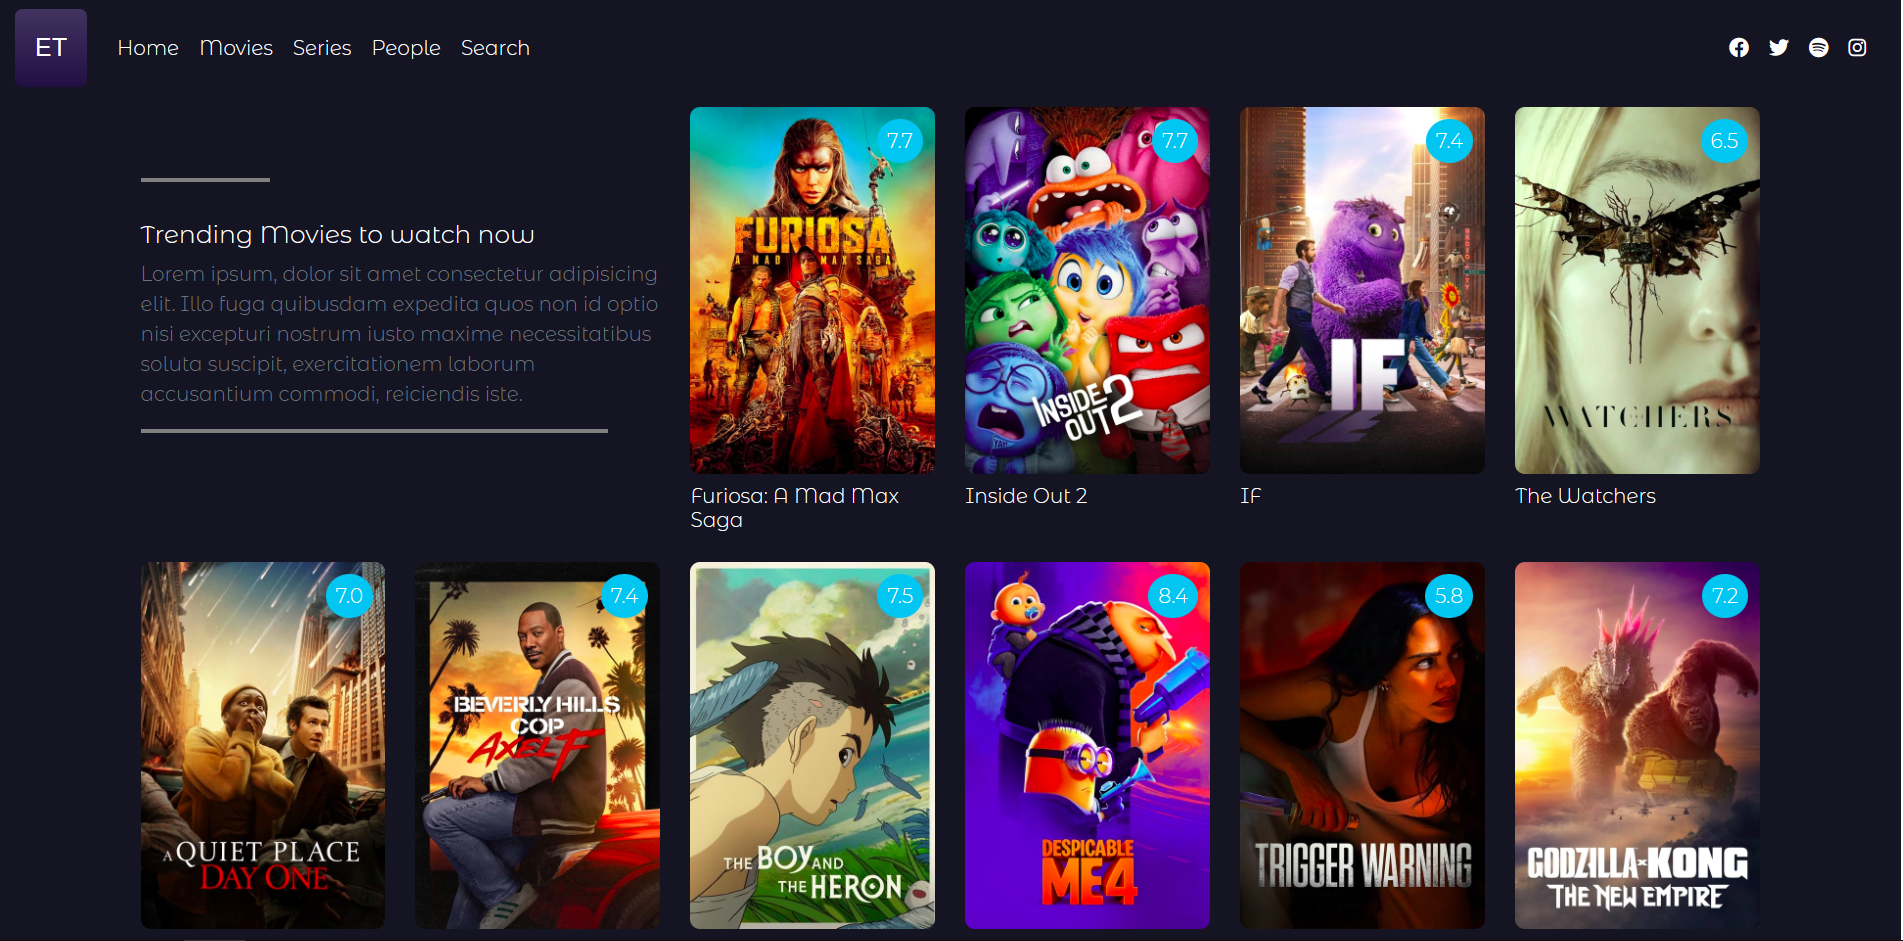 ET
Home Movies Series People Search
Trending Movies to watch now
Lorem ipsum, dolor sit amet consectetur adipisicing
elit. Illo fuga quibusdam expedita quos non id optio
nisi excepturi nostrum iusto maxime necessitatibus
soluta suscipit, exercitationem laborum
accusantium commodi, reiciendis iste.
7.7
FURIOSA
A MAD MAX SAGA
Furiosa: A Mad Max
Saga
7.7
INSIDE
OUT 2
Inside Out 2
7.4
IF
IF
6.5
WATCHERS
The Watchers
7.0
A QUIET PLACE
DAY ONE
7.4
BEVERLY HILLS
COP
AXEL F
7.5
THE BOY AND
THE HERON
8.4
DESPICABLE
ME 4
5.8
TRIGGER WARNING
7.2
GODZILLA × KONG
THE NEW EMPIRE